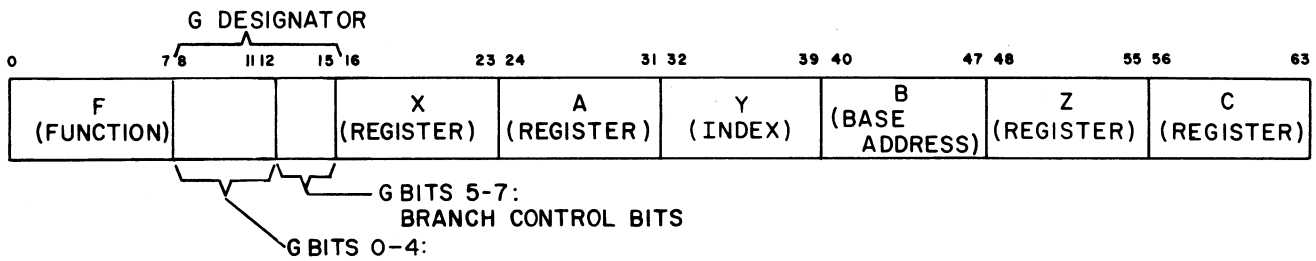 G DESIGNATOR
0 7 8 11 12 15 16 23 24 31 32 39 40 47 48 55 56 63
F X A Y B Z C
(FUNCTION) (REGISTER) (REGISTER) (INDEX) (BASE (REGISTER) (REGISTER)
ADDRESS)
G BITS 5-7:
BRANCH CONTROL BITS
G BITS 0-4: